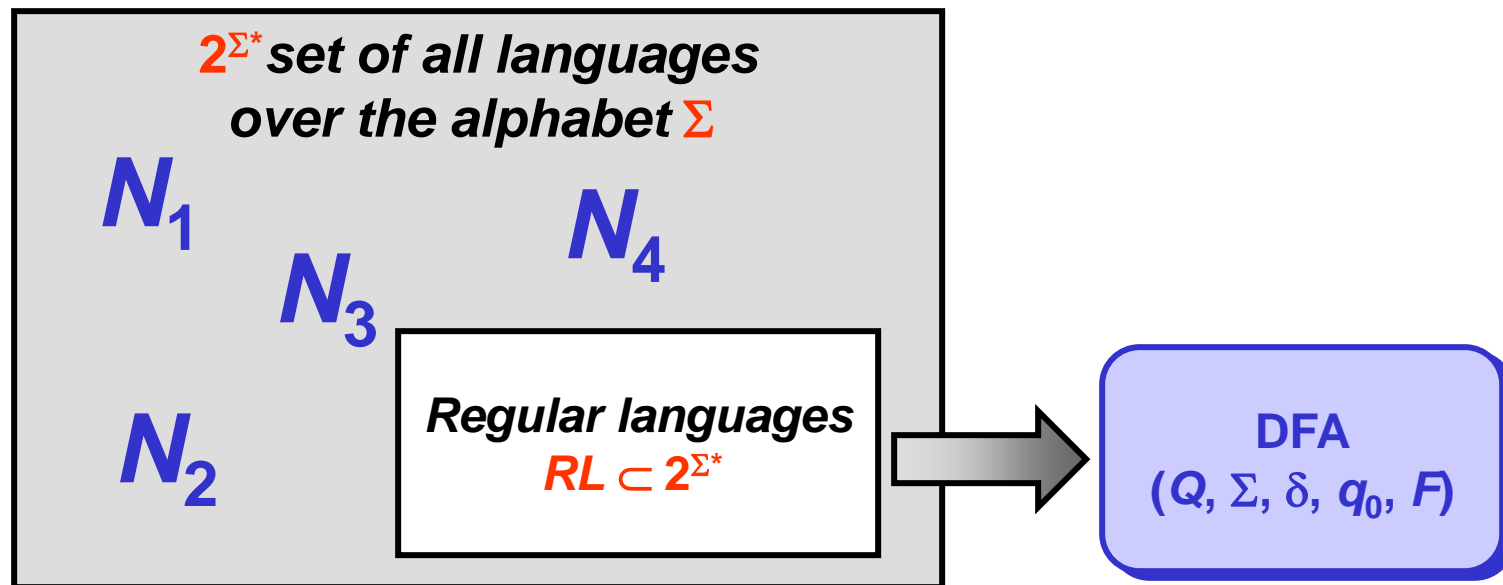 2^Σ* set of all languages
over the alphabet Σ
N₁
N₄
N₃
N₂
Regular languages
RL ⊂ 2^Σ*
DFA
(Q, Σ, δ, q₀, F)